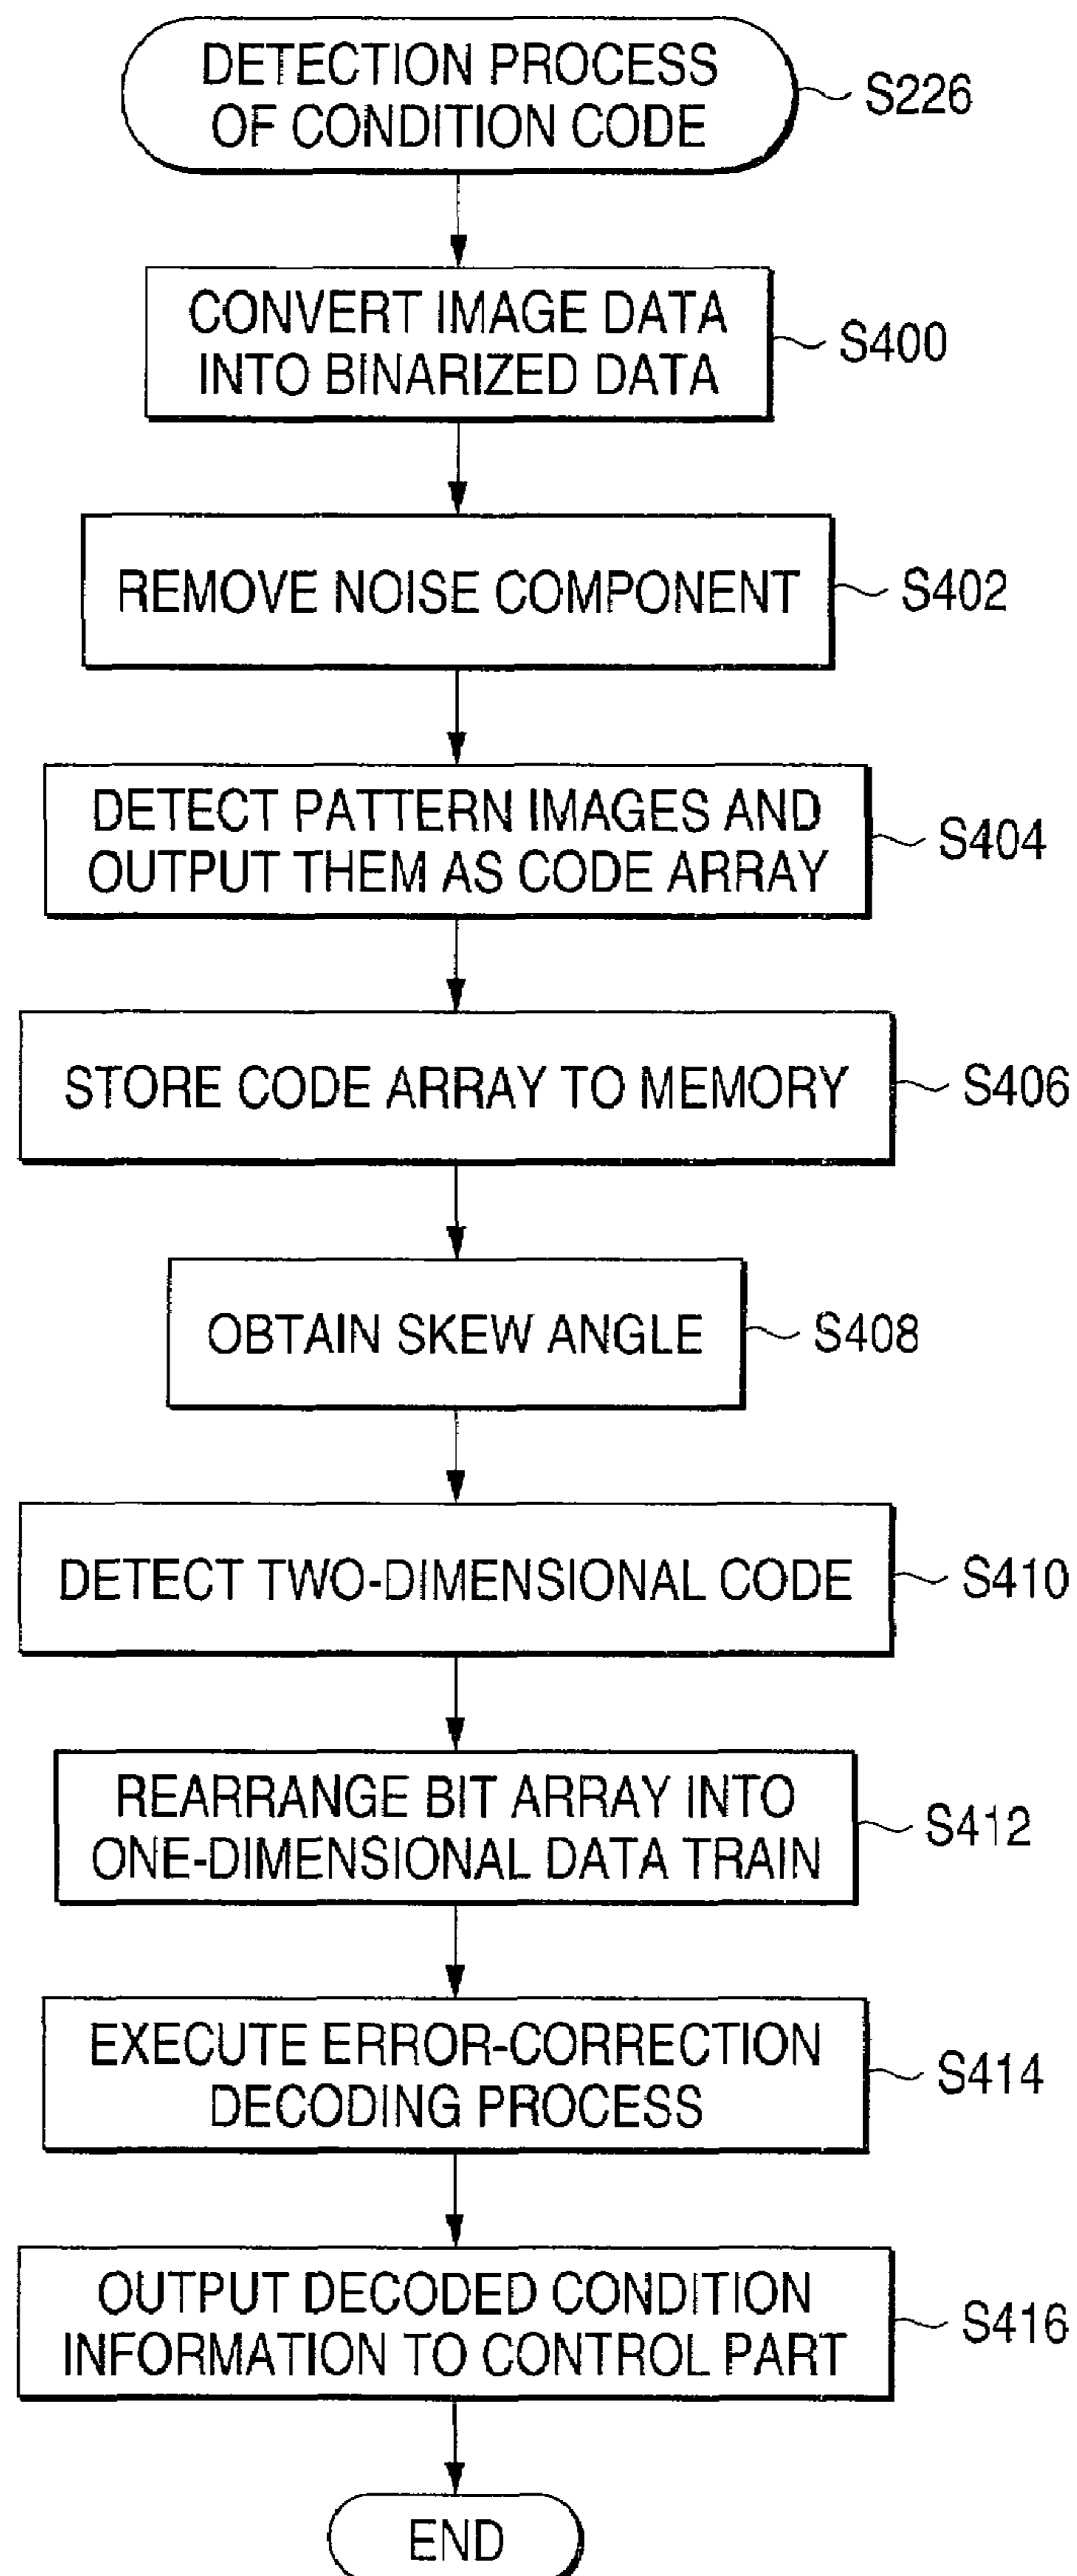 DETECTION PROCESS
OF CONDITION CODE
S226
CONVERT IMAGE DATA
INTO BINARIZED DATA
S400
REMOVE NOISE COMPONENT
S402
DETECT PATTERN IMAGES AND
OUTPUT THEM AS CODE ARRAY
S404
STORE CODE ARRAY TO MEMORY
S406
OBTAIN SKEW ANGLE
S408
DETECT TWO-DIMENSIONAL CODE
S410
REARRANGE BIT ARRAY INTO
ONE-DIMENSIONAL DATA TRAIN
S412
EXECUTE ERROR-CORRECTION
DECODING PROCESS
S414
OUTPUT DECODED CONDITION
INFORMATION TO CONTROL PART
S416
END